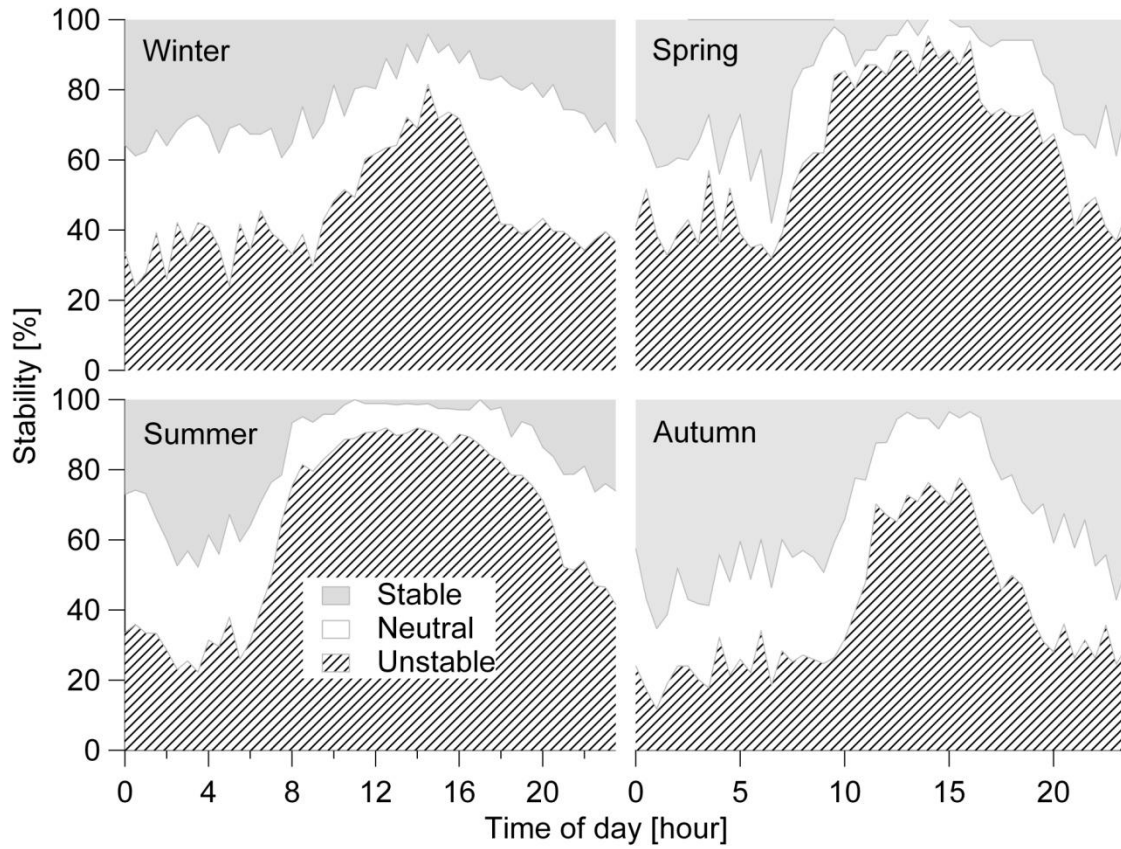 Stability [%]
100
80
60
40
20
0
Winter
Spring
100
80
60
40
20
0
Summer
Stable
Neutral
Unstable
Autumn
0 4 8 12 16 20
0 5 10 15 20
Time of day [hour]